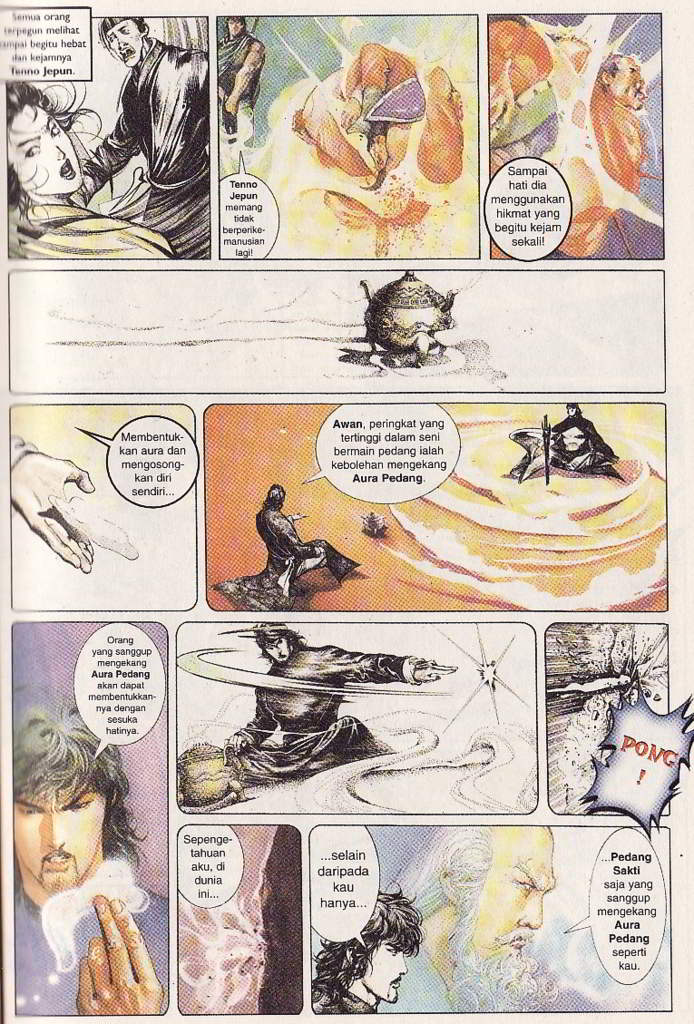 Semua orang
terpegun melihat
sampai begitu hebat
dan kejamnya
Tenno Jepun.
Tenno
Jepun
memang
tidak
berperike-
manusian
lagi!
Sampai
hati dia
menggunakan
hikmat yang
begitu kejam
sekali!
Membentuk-
kan aura dan
mengosong-
kan diri
sendiri...
Awan, peringkat yang
tertinggi dalam seni
bermain pedang ialah
kebolehan mengekang
Aura Pedang.
Orang
yang sanggup
mengekang
Aura Pedang
akan dapat
membentukkan-
nya dengan
sesuka
hatinya.
PONG
!
Sepenge-
tahuan
aku, di
dunia
ini...
...selain
daripada
kau
hanya...
...Pedang
Sakti
saja yang
sanggup
mengekang
Aura
Pedang
seperti
kau.